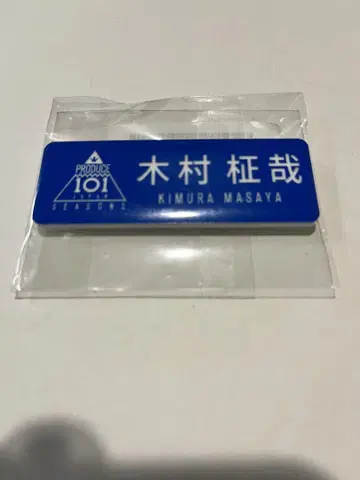 PRODUCE
101
JAPAN
SEASON2
木村 柾哉
KIMURA MASAYA